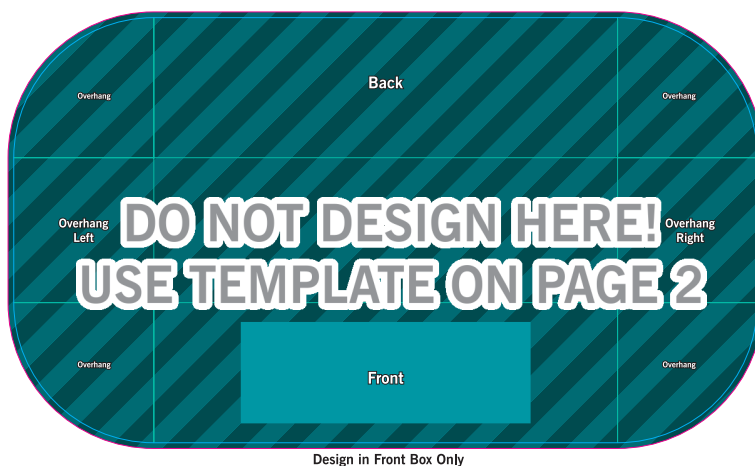 Back
Overhang
Overhang
Overhang
Left
DO NOT DESIGN HERE!
Overhang
Right
USE TEMPLATE ON PAGE 2
Overhang
Front
Overhang
Design in Front Box Only